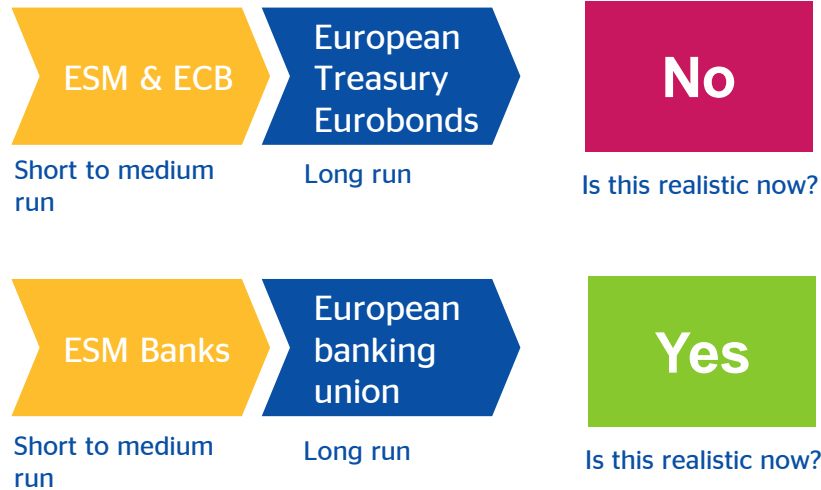 ESM & ECB
European
Treasury
Eurobonds
No
Short to medium
run
Long run
Is this realistic now?
ESM Banks
European
banking
union
Yes
Short to medium
run
Long run
Is this realistic now?